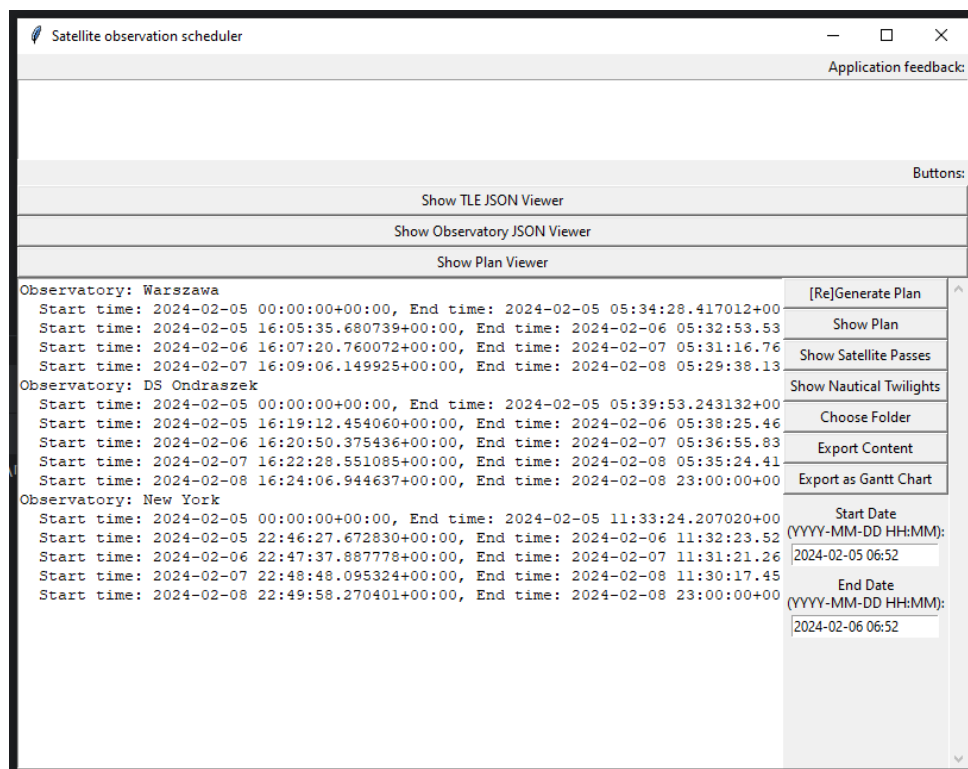 Satellite observation scheduler
Application feedback:
Buttons:
Show TLE JSON Viewer
Show Observatory JSON Viewer
Show Plan Viewer
Observatory: Warszawa
Start time: 2024-02-05 00:00:00+00:00, End time: 2024-02-05 05:34:28.417012+00
Start time: 2024-02-05 16:05:35.680739+00:00, End time: 2024-02-06 05:32:53.53
Start time: 2024-02-06 16:07:20.760072+00:00, End time: 2024-02-07 05:31:16.76
Start time: 2024-02-07 16:09:06.149925+00:00, End time: 2024-02-08 05:29:38.13
Observatory: DS Ondraszek
Start time: 2024-02-05 00:00:00+00:00, End time: 2024-02-05 05:39:53.243132+00
Start time: 2024-02-05 16:19:12.454060+00:00, End time: 2024-02-06 05:38:25.46
Start time: 2024-02-06 16:20:50.375436+00:00, End time: 2024-02-07 05:36:55.83
Start time: 2024-02-07 16:22:28.551085+00:00, End time: 2024-02-08 05:35:24.41
Start time: 2024-02-08 16:24:06.944637+00:00, End time: 2024-02-08 23:00:00+00
Observatory: New York
Start time: 2024-02-05 00:00:00+00:00, End time: 2024-02-05 11:33:24.207020+00
Start time: 2024-02-05 22:46:27.672830+00:00, End time: 2024-02-06 11:32:23.52
Start time: 2024-02-06 22:47:37.887778+00:00, End time: 2024-02-07 11:31:21.26
Start time: 2024-02-07 22:48:48.095324+00:00, End time: 2024-02-08 11:30:17.45
Start time: 2024-02-08 22:49:58.270401+00:00, End time: 2024-02-08 23:00:00+00
[Re]Generate Plan
Show Plan
Show Satellite Passes
Show Nautical Twilights
Choose Folder
Export Content
Export as Gantt Chart
Start Date
(YYYY-MM-DD HH:MM):
2024-02-05 06:52
End Date
(YYYY-MM-DD HH:MM):
2024-02-06 06:52